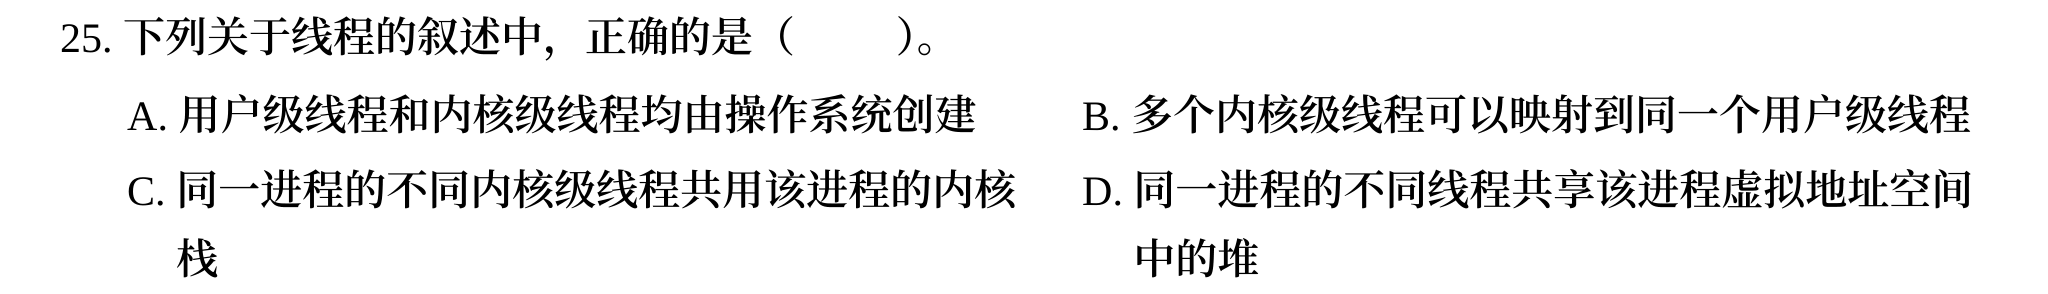 25. 下列关于线程的叙述中，正确的是（　　）。
A. 用户级线程和内核级线程均由操作系统创建
B. 多个内核级线程可以映射到同一个用户级线程
C. 同一进程的不同内核级线程共用该进程的内核
栈
D. 同一进程的不同线程共享该进程虚拟地址空间
中的堆